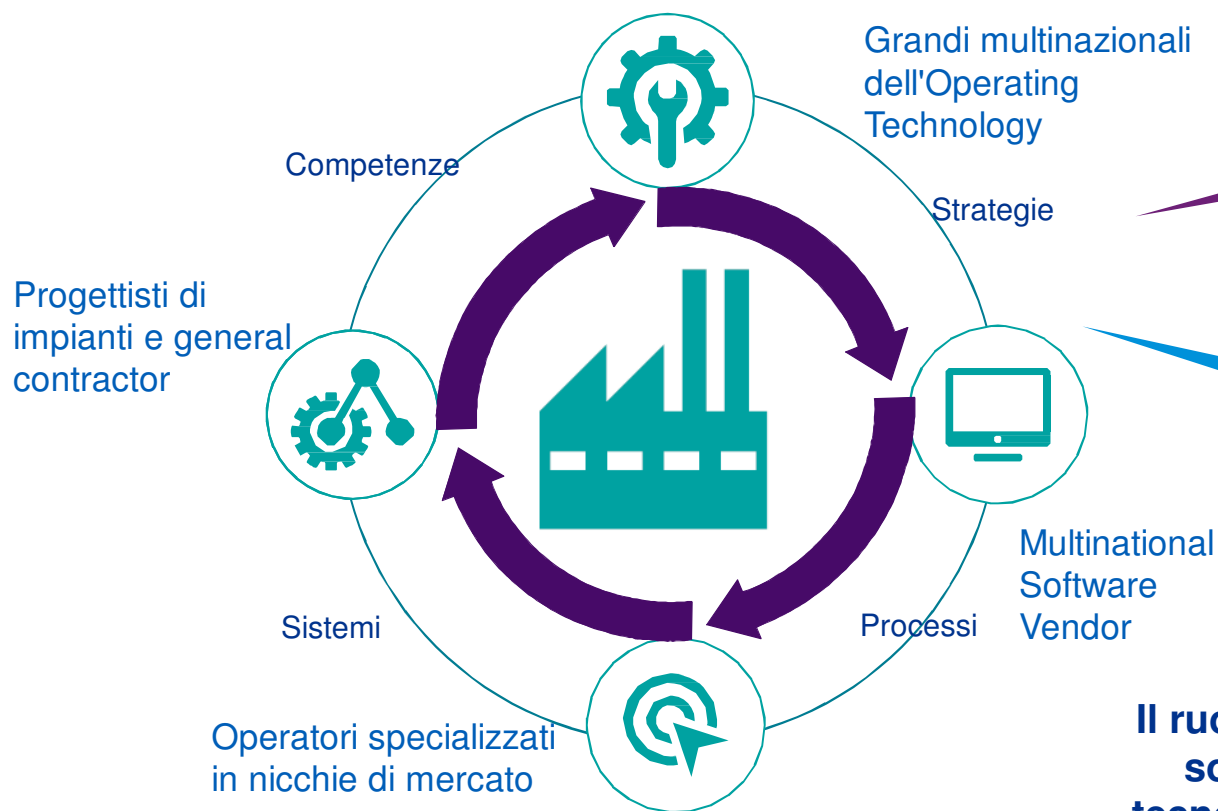 Grandi multinazionali
dell'Operating
Technology
Competenze
Strategie
Progettisti di
impianti e general
contractor
Multinational
Software
Vendor
Sistemi
Processi
Operatori specializzati
in nicchie di mercato
Il